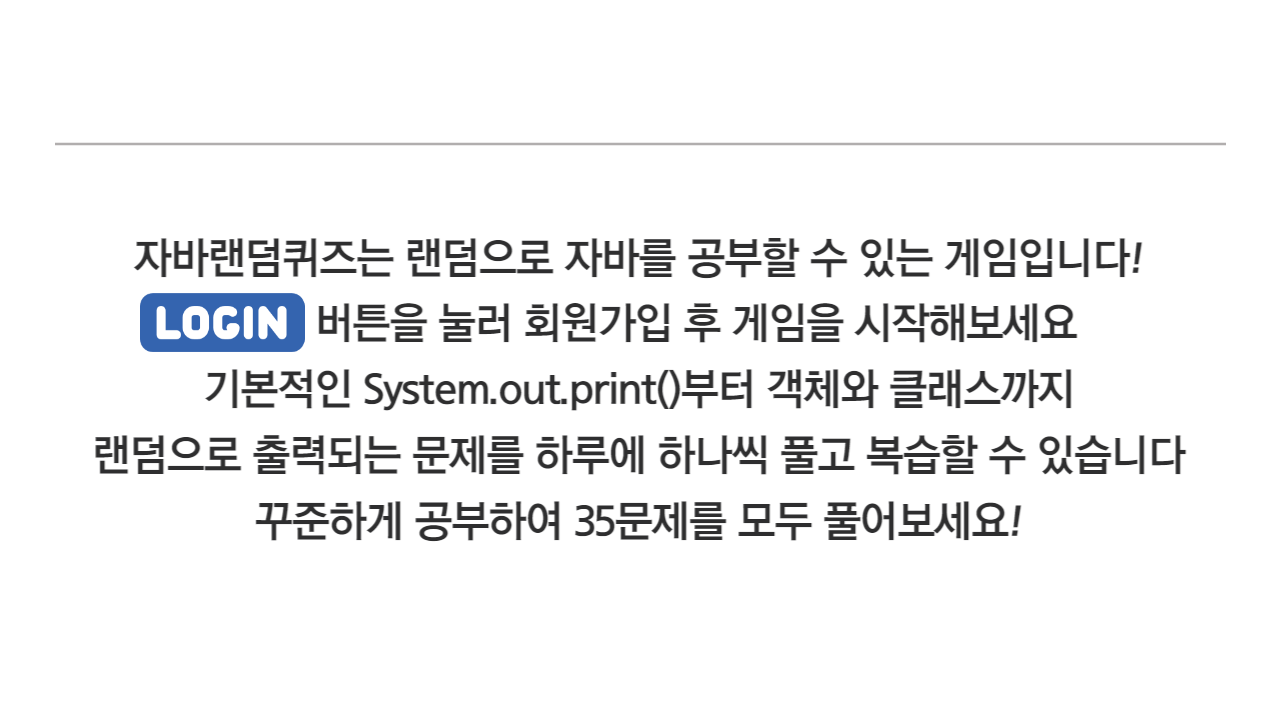 자바랜덤퀴즈는 랜덤으로 자바를 공부할 수 있는 게임입니다!
LOGIN 버튼을 눌러 회원가입 후 게임을 시작해보세요
기본적인 System.out.print()부터 객체와 클래스까지
랜덤으로 출력되는 문제를 하루에 하나씩 풀고 복습할 수 있습니다
꾸준하게 공부하여 35문제를 모두 풀어보세요!